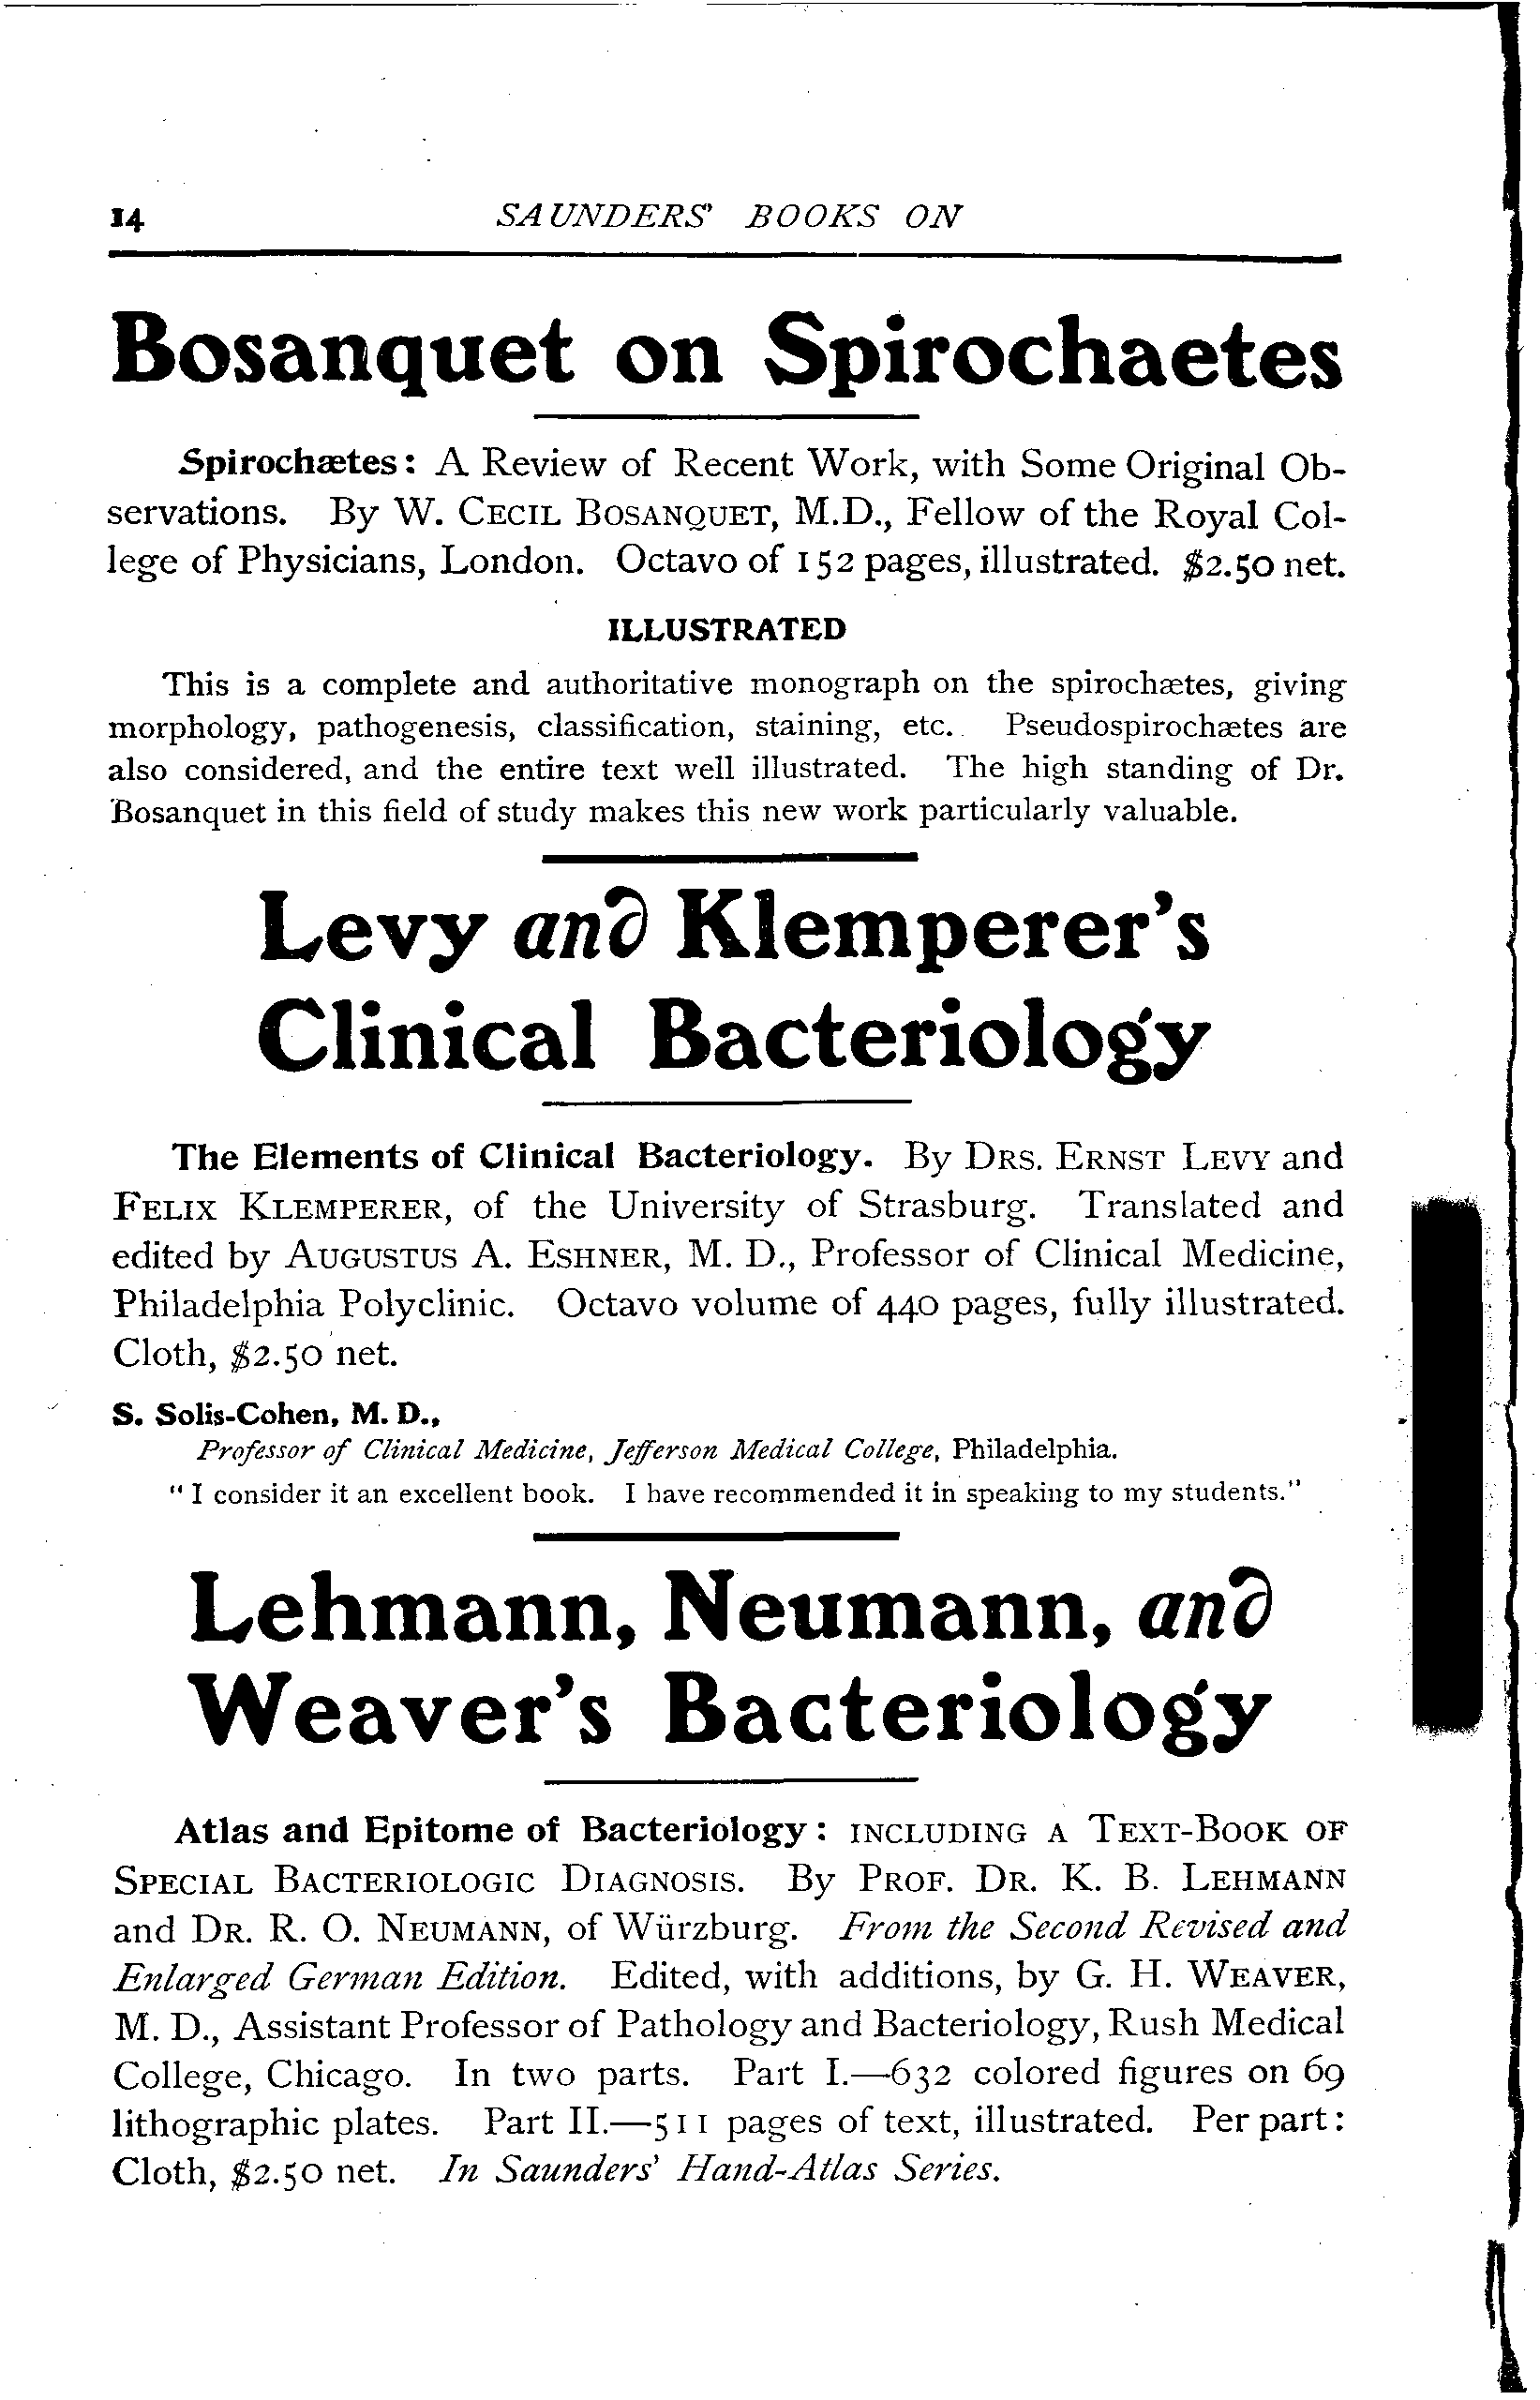 14 SAUNDERS' BOOKS ON
Bosanquet on Spirochaetes
Spirochætes: A Review of Recent Work, with Some Original Ob-
servations. By W. CECIL BOSANQUET, M.D., Fellow of the Royal Col-
lege of Physicians, London. Octavo of 152 pages, illustrated. $2.50 net.
ILLUSTRATED
This is a complete and authoritative monograph on the spirochætes, giving
morphology, pathogenesis, classification, staining, etc. Pseudospirochætes are
also considered, and the entire text well illustrated. The high standing of Dr.
Bosanquet in this field of study makes this new work particularly valuable.
Levy and Klemperer's
Clinical Bacteriology
The Elements of Clinical Bacteriology. By DRS. ERNST LEVY and
FELIX KLEMPERER, of the University of Strasburg. Translated and
edited by AUGUSTUS A. ESHNER, M. D., Professor of Clinical Medicine,
Philadelphia Polyclinic. Octavo volume of 440 pages, fully illustrated.
Cloth, $2.50 net.
S. Solis-Cohen, M. D.,
Professor of Clinical Medicine, Jefferson Medical College, Philadelphia.
"I consider it an excellent book. I have recommended it in speaking to my students."
Lehmann, Neumann, and
Weaver's Bacteriology
Atlas and Epitome of Bacteriology: INCLUDING A TEXT-BOOK OF
SPECIAL BACTERIOLOGIC DIAGNOSIS. By PROF. DR. K. B. LEHMANN
and DR. R. O. NEUMANN, of Würzburg. From the Second Revised and
Enlarged German Edition. Edited, with additions, by G. H. WEAVER,
M. D., Assistant Professor of Pathology and Bacteriology, Rush Medical
College, Chicago. In two parts. Part I.—632 colored figures on 69
lithographic plates. Part II.—511 pages of text, illustrated. Per part:
Cloth, $2.50 net. In Saunders' Hand-Atlas Series.